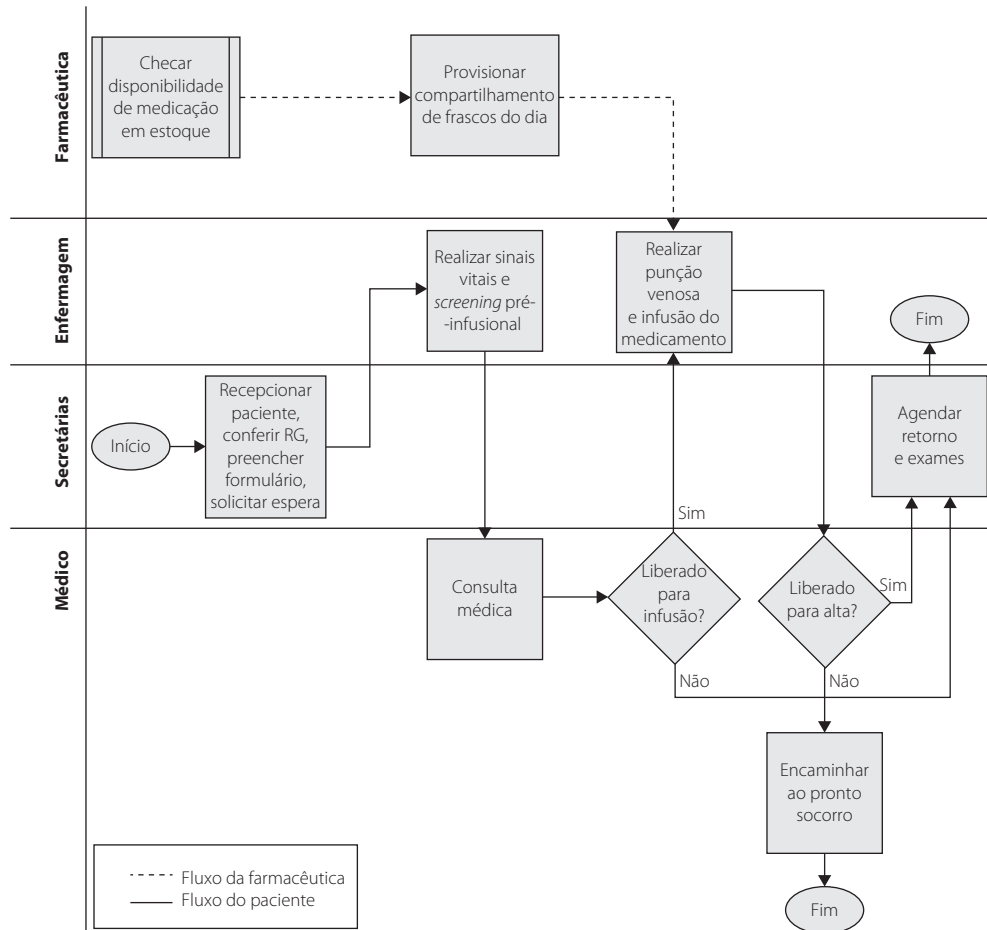 Farmacêutica
Checar
disponibilidade
de medicação
em estoque
Provisionar
compartilhamento
de frascos do dia
Enfermagem
Realizar sinais
vitais e
screening pré-
-infusional
Realizar
punção
venosa
e infusão do
medicamento
Fim
Secretárias
Início
Recepcionar
paciente,
conferir RG,
preencher
formulário,
solicitar espera
Agendar
retorno
e exames
Médico
Consulta
médica
Liberado
para
infusão?
Sim
Não
Liberado
para alta?
Sim
Não
Encaminhar
ao pronto
socorro
Fim
Fluxo da farmacêutica
Fluxo do paciente